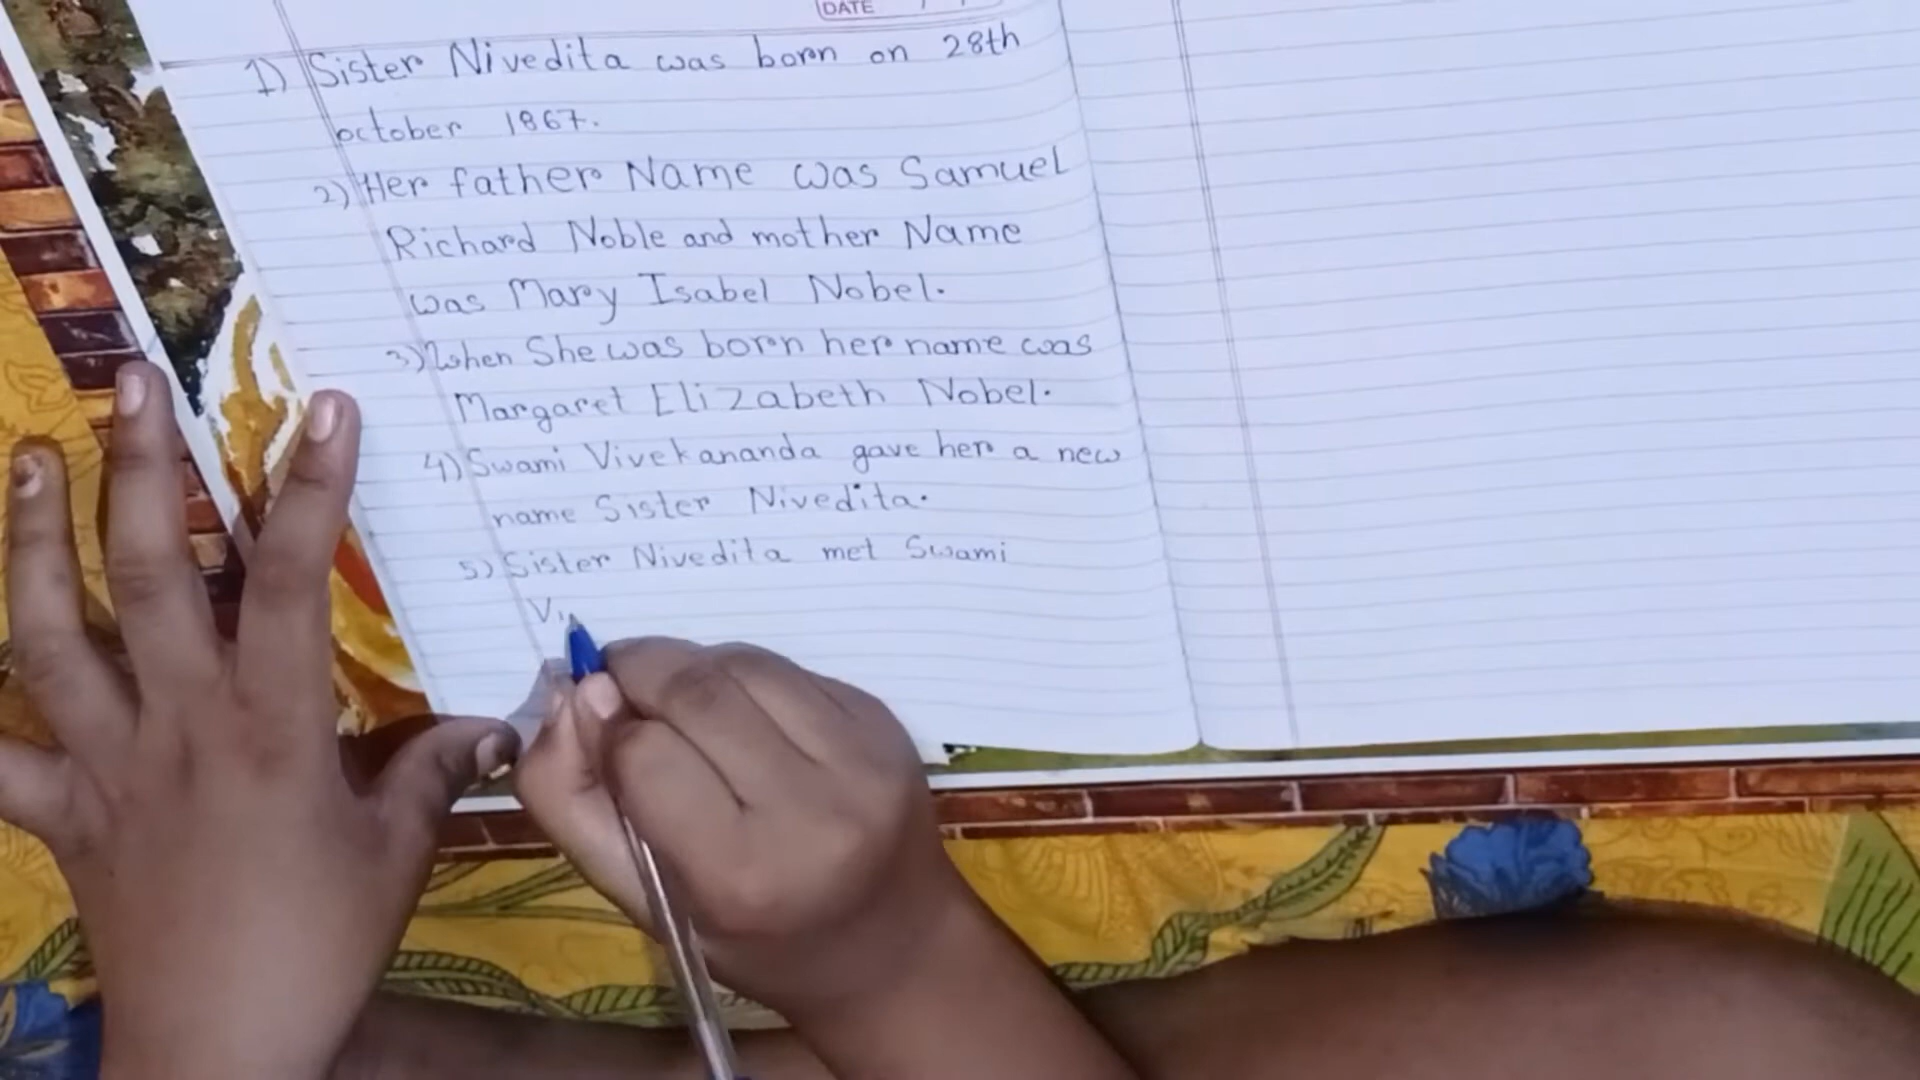 DATE
1) Sister Nivedita was born on 28th
october 1867.
2) Her father Name was Samuel
Richard Noble and mother Name
was Mary Isabel Nobel.
3) When She was born her name was
Margaret Elizabeth Nobel.
4) Swami Vivekananda gave her a new
name Sister Nivedita.
5) Sister Nivedita met Swami
Vi